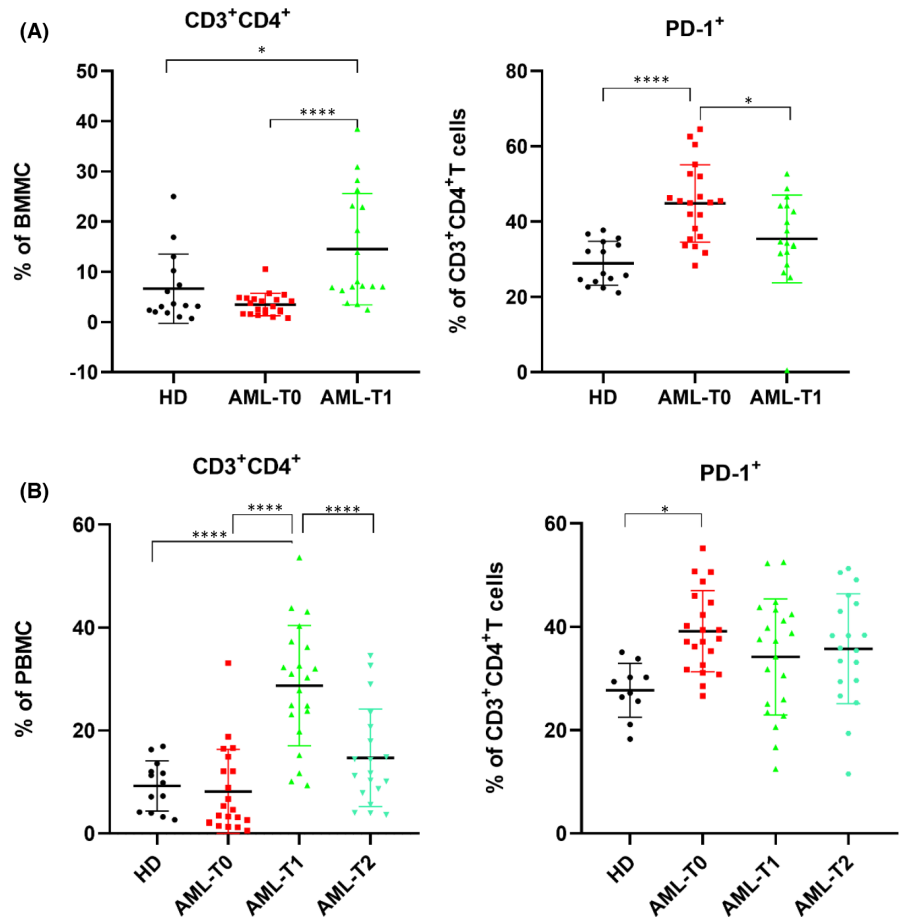 (A)
CD3⁺CD4⁺
% of BMMC
50
40
30
20
10
0
-10
*
****
HD AML-T0 AML-T1
PD-1⁺
% of CD3⁺CD4⁺T cells
80
60
40
20
0
****
*
HD AML-T0 AML-T1
(B)
CD3⁺CD4⁺
% of PBMC
60
40
20
0
****
****
****
HD AML-T0 AML-T1 AML-T2
PD-1⁺
% of CD3⁺CD4⁺T cells
60
40
20
0
*
HD AML-T0 AML-T1 AML-T2